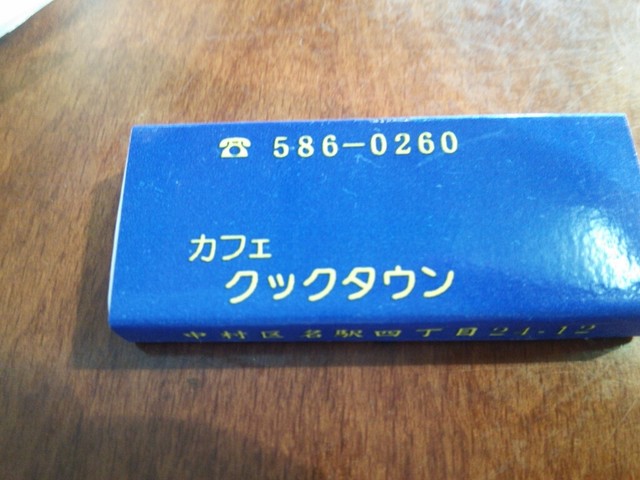 ☎ 586-0260
カフェ
クックタウン
中村区名駅四丁目21-12